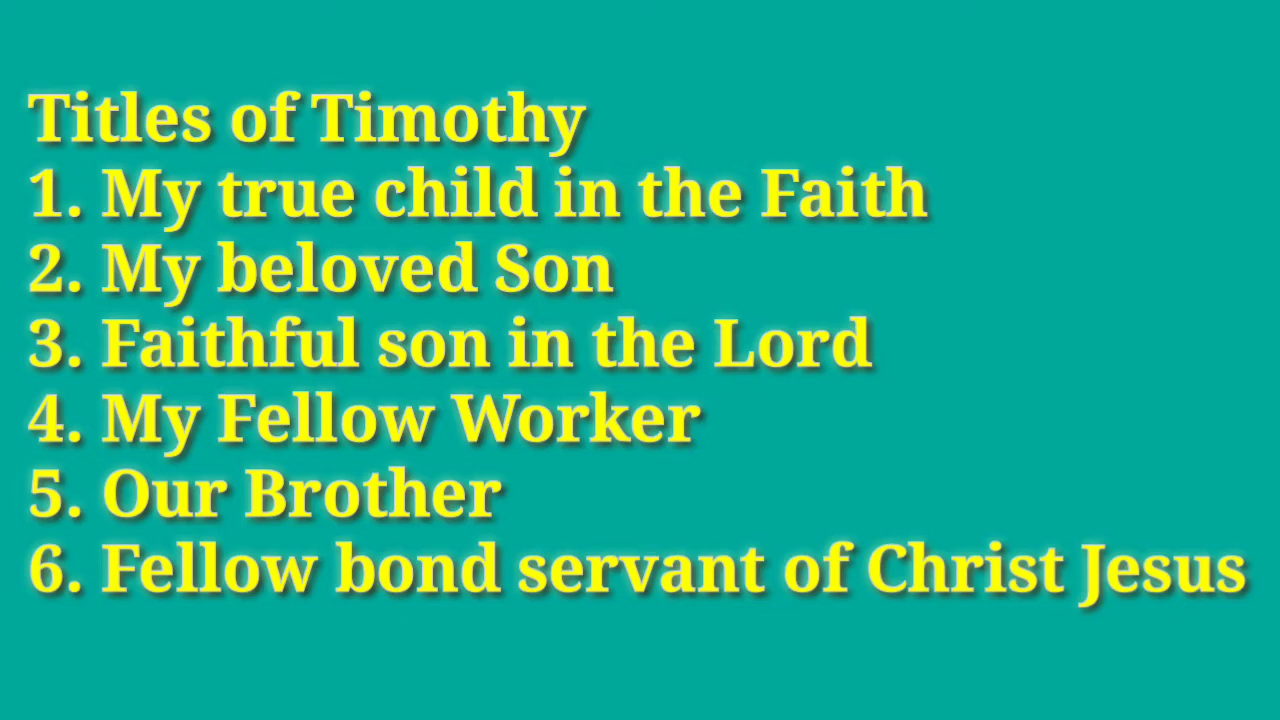 Titles of Timothy
1. My true child in the Faith
2. My beloved Son
3. Faithful son in the Lord
4. My Fellow Worker
5. Our Brother
6. Fellow bond servant of Christ Jesus